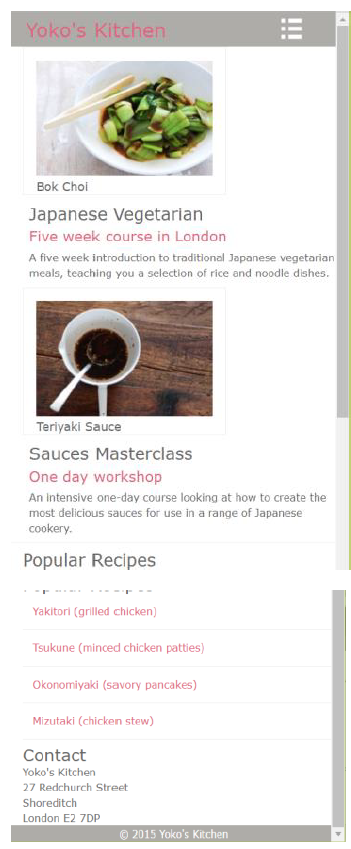 Yoko's Kitchen
Bok Choi
Japanese Vegetarian
Five week course in London
A five week introduction to traditional Japanese vegetarian
meals, teaching you a selection of rice and noodle dishes.
Teriyaki Sauce
Sauces Masterclass
One day workshop
An intensive one-day course looking at how to create the
most delicious sauces for use in a range of Japanese
cookery.
Popular Recipes
Popular Recipes
Yakitori (grilled chicken)
Tsukune (minced chicken patties)
Okonomiyaki (savory pancakes)
Mizutaki (chicken stew)
Contact
Yoko's Kitchen
27 Redchurch Street
Shoreditch
London E2 7DP
© 2015 Yoko's Kitchen